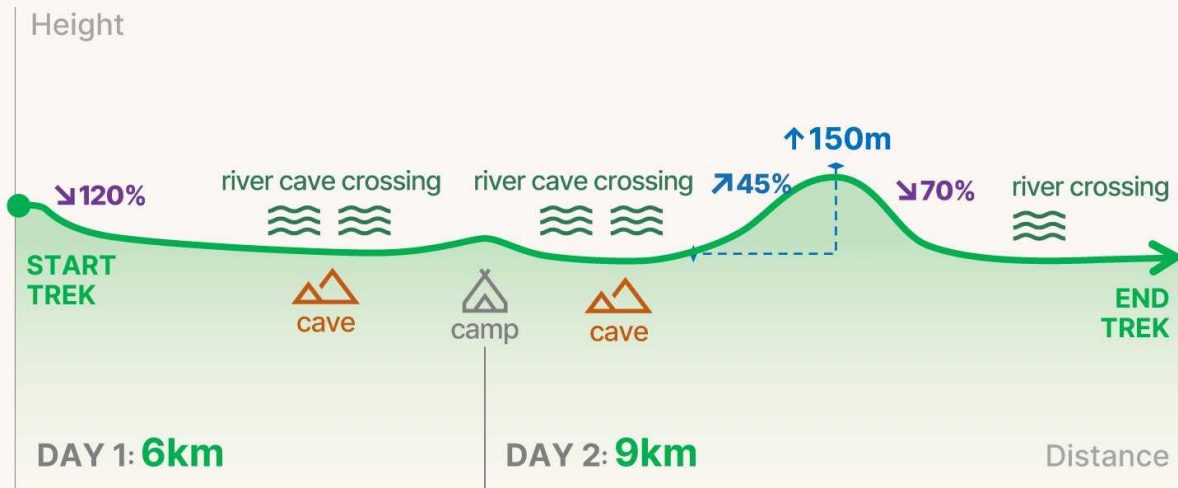 Height
↑150m
river cave crossing
river cave crossing
↗45%
↘120%
↘70%
river crossing
START
TREK
cave
camp
cave
END
TREK
DAY 1: 6km
DAY 2: 9km
Distance